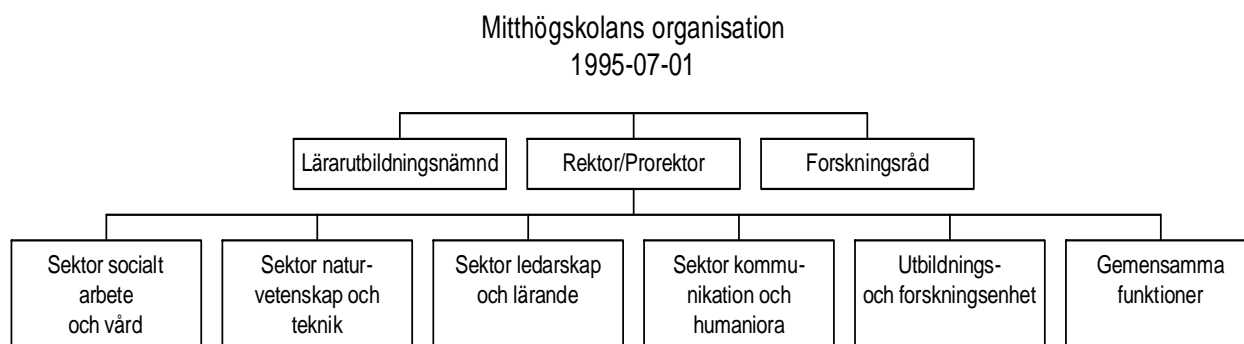 Mitthögskolans organisation
1995-07-01
Lärarutbildningsnämnd
Rektor/Prorektor
Forskningsråd
Sektor socialt
arbete
och vård
Sektor natur-
vetenskap och
teknik
Sektor ledarskap
och lärande
Sektor kommu-
nikation och
humaniora
Utbildnings-
och forskningsenhet
Gemensamma
funktioner